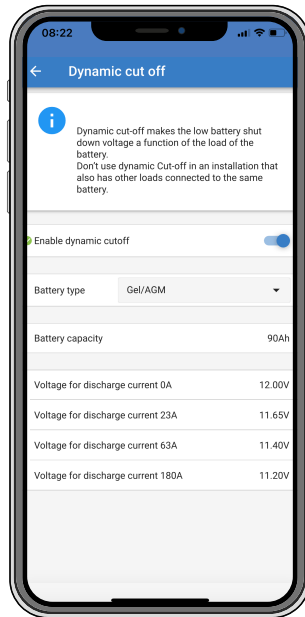 08:22
Dynamic cut off
Dynamic cut-off makes the low battery shut
down voltage a function of the load of the
battery.
Don't use dynamic Cut-off in an installation that
also has other loads connected to the same
battery.
Enable dynamic cutoff
Battery type Gel/AGM
Battery capacity 90Ah
Voltage for discharge current 0A 12.00V
Voltage for discharge current 23A 11.65V
Voltage for discharge current 63A 11.40V
Voltage for discharge current 180A 11.20V